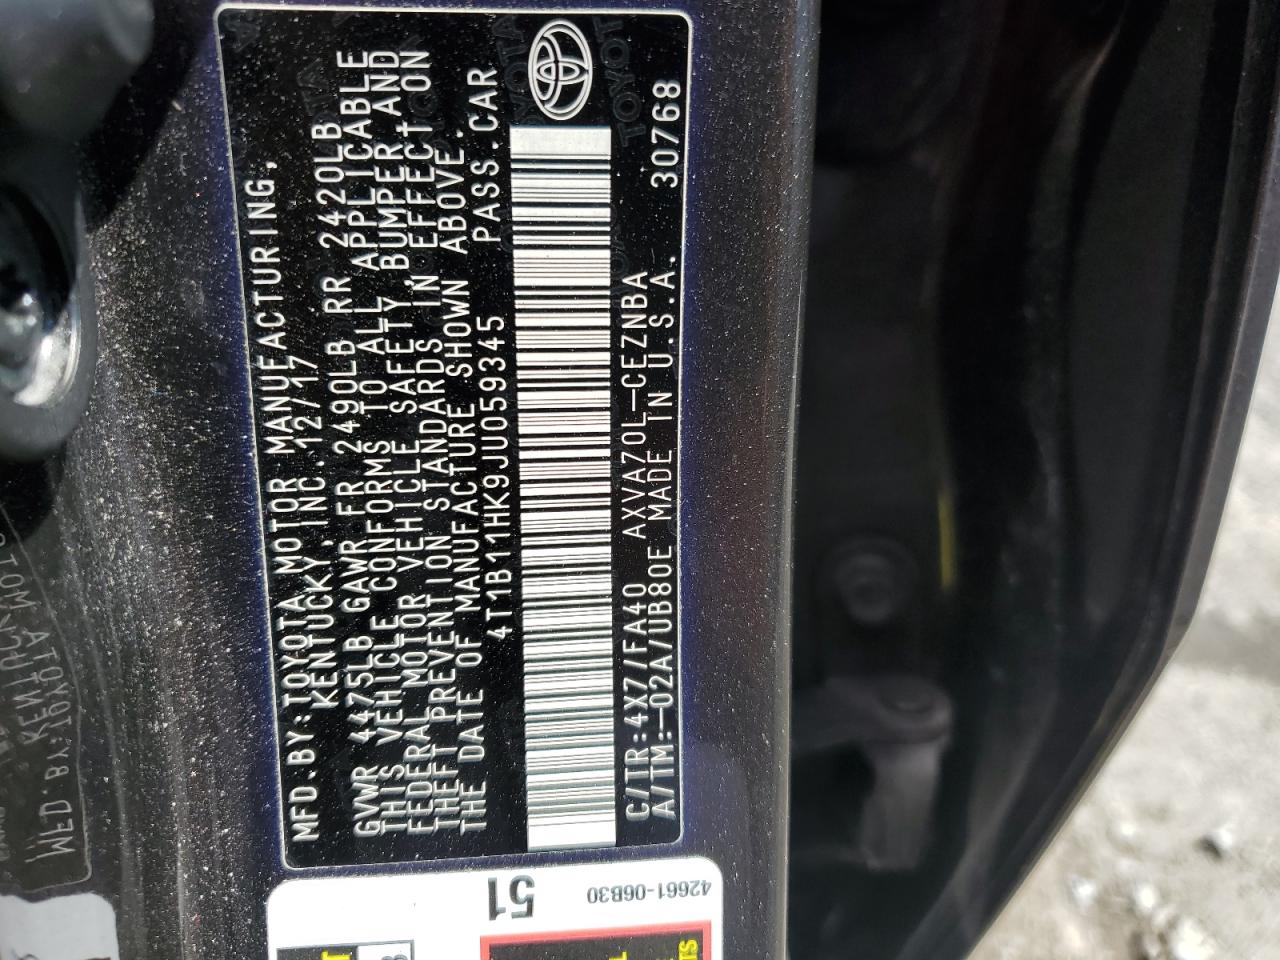 MFD.BY:TOYOTA MOTOR MANUFACTURING,
KENTUCKY,INC.12/17
GVWR 4475LB GAWR FR 2490LB RR 2420LB
THIS VEHICLE CONFORMS TO ALL APPLICABLE
FEDERAL MOTOR VEHICLE SAFETY, BUMPER,AND
THEFT PREVENTION STANDARDS IN EFFECT ON
THE DATE OF MANUFACTURE SHOWN ABOVE.
4T1B11HK9JU059345 PASS.CAR
C/TR:4X7/FA40 AXVA70L-CEZNBA
A/TM:-02A/UB80E MADE IN U.S.A. 30768
42661-06B30
51